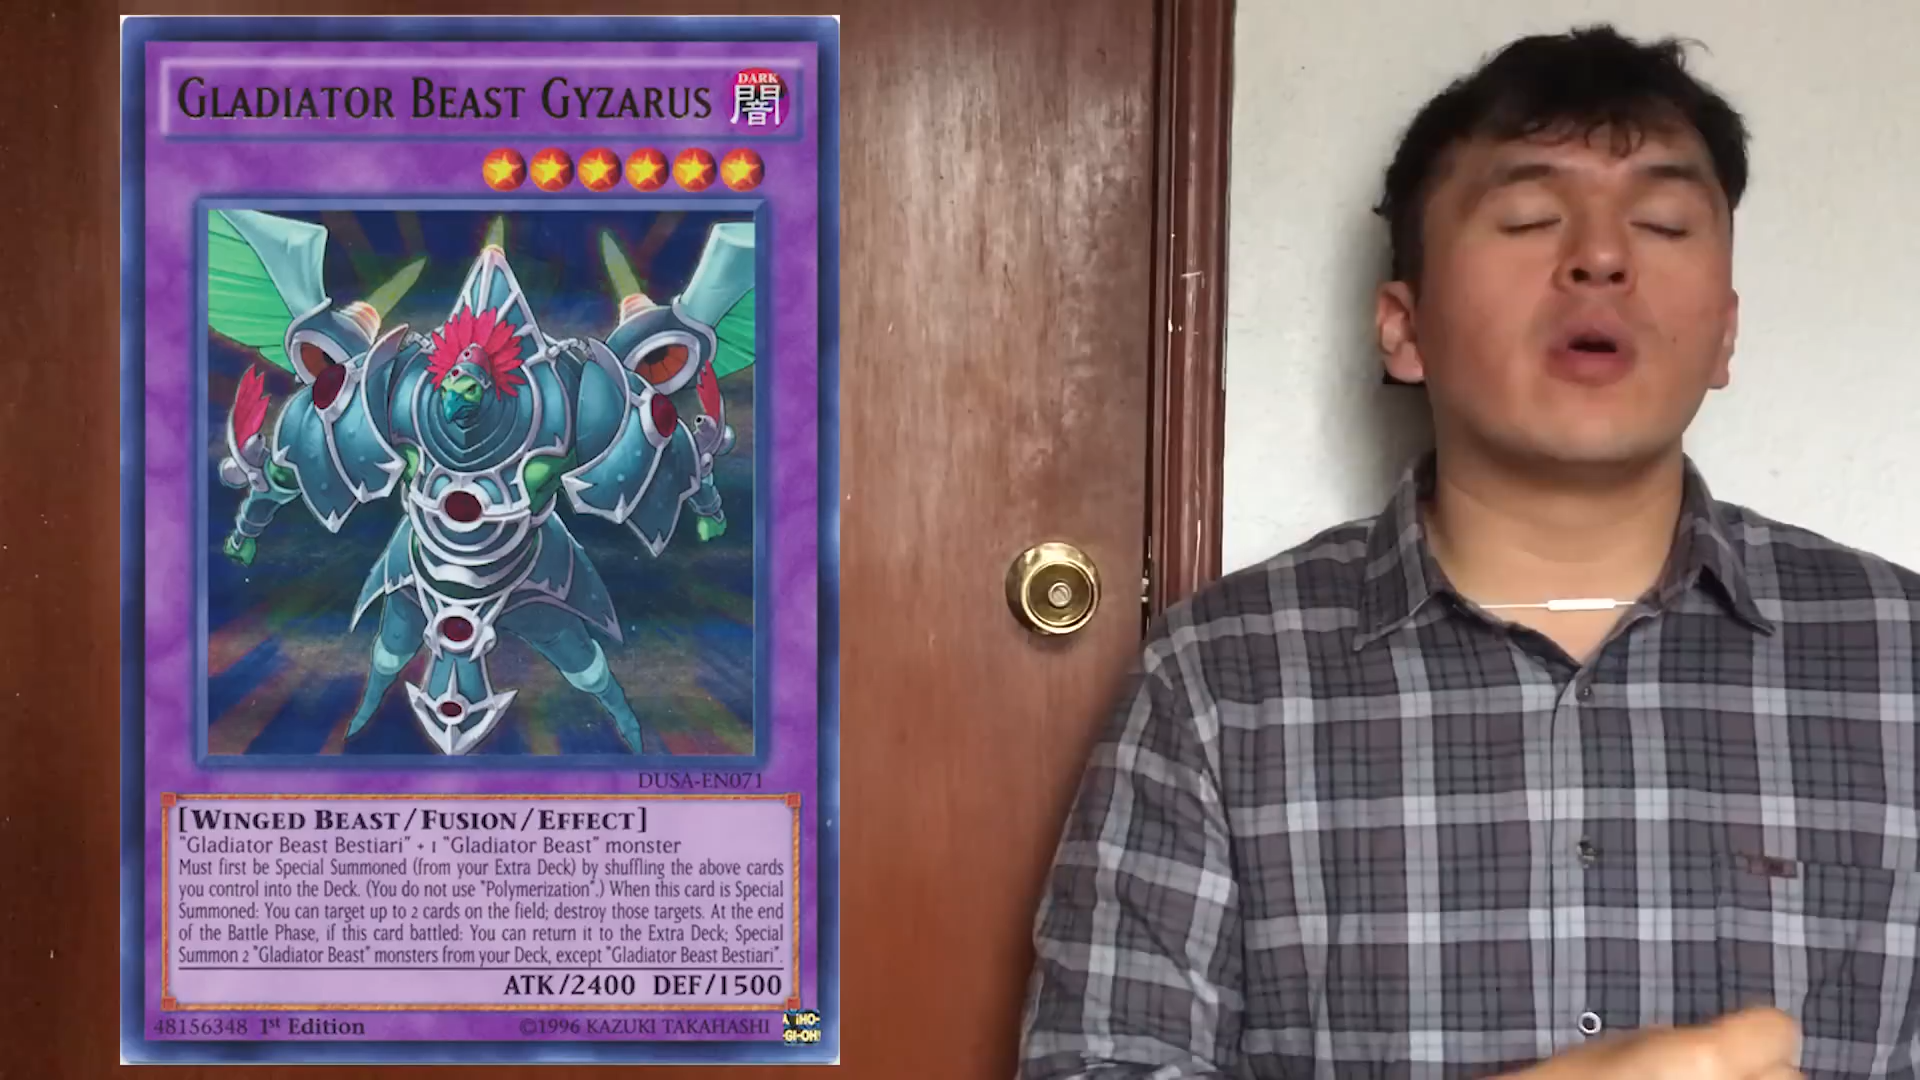 GLADIATOR BEAST GYZARUS
DARK
闇
DUSA-EN071
[WINGED BEAST/FUSION/EFFECT]
"Gladiator Beast Bestiari" + 1 "Gladiator Beast" monster
Must first be Special Summoned (from your Extra Deck) by shuffling the above cards
you control into the Deck. (You do not use "Polymerization".) When this card is Special
Summoned: You can target up to 2 cards on the field; destroy those targets. At the end
of the Battle Phase, if this card battled: You can return it to the Extra Deck; Special
Summon 2 "Gladiator Beast" monsters from your Deck, except "Gladiator Beast Bestiari".
ATK/2400 DEF/1500
48156348 1st Edition
©1996 KAZUKI TAKAHASHI